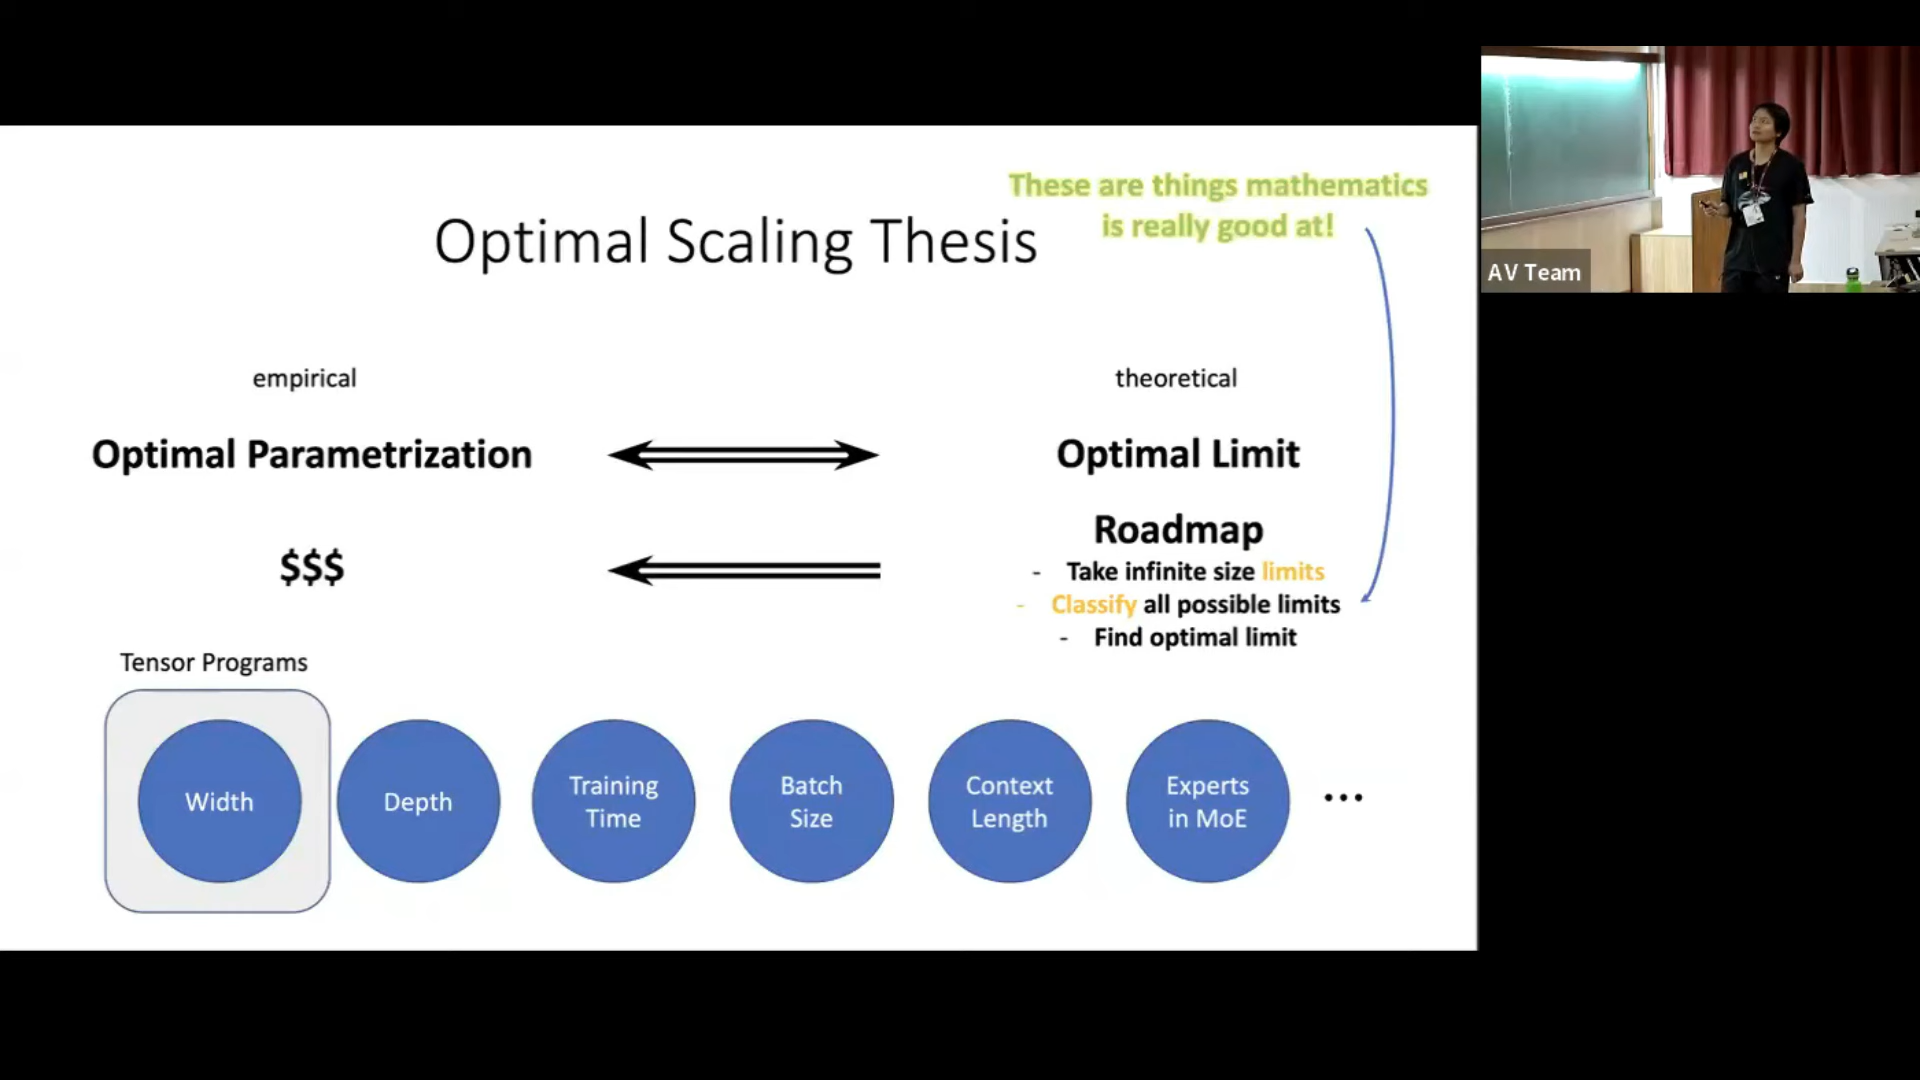 These are things mathematics
is really good at!
Optimal Scaling Thesis
AV Team
empirical
theoretical
Optimal Parametrization
Optimal Limit
Roadmap
$$$
- Take infinite size limits
- Classify all possible limits
- Find optimal limit
Tensor Programs
Width
Depth
Training
Time
Batch
Size
Context
Length
Experts
in MoE
...